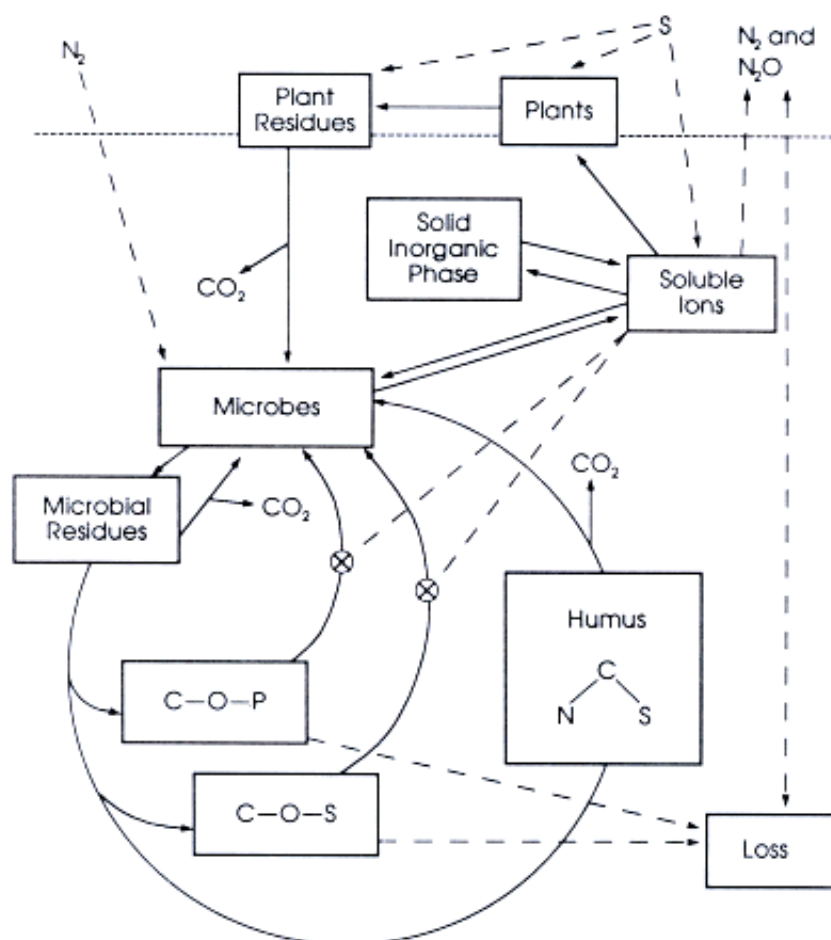 N₂
S
N₂ and
N₂O
Plant
Residues
Plants
Solid
Inorganic
Phase
Soluble
Ions
CO₂
Microbes
CO₂
Microbial
Residues
CO₂
Humus
C
N S
C—O—P
C—O—S
Loss